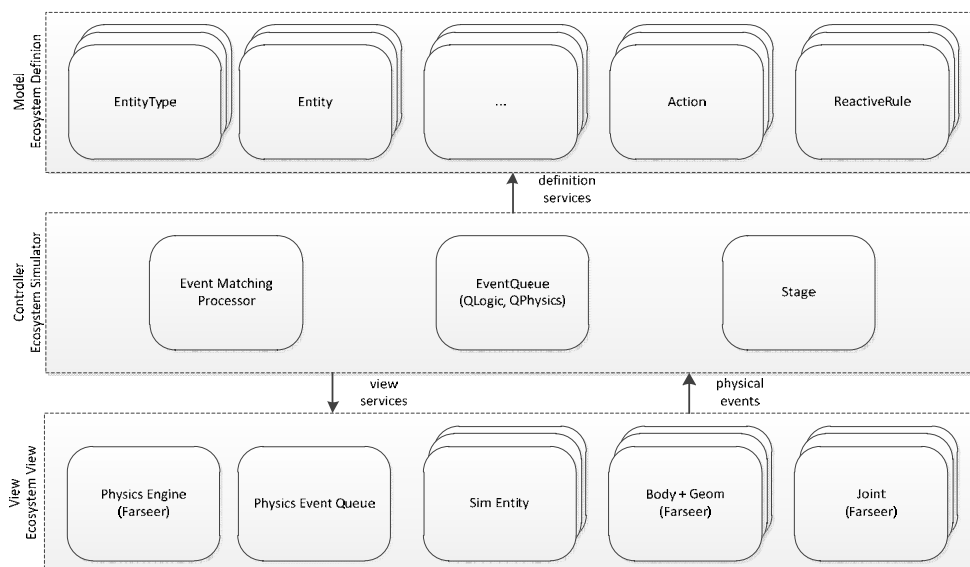 Model
Ecosystem Definion
EntityType
Entity
...
Action
ReactiveRule
definition
services
Controller
Ecosystem Simulator
Event Matching
Processor
EventQueue
(QLogic, QPhysics)
Stage
view
services
physical
events
View
Ecosystem View
Physics Engine
(Farseer)
Physics Event Queue
Sim Entity
Body + Geom
(Farseer)
Joint
(Farseer)